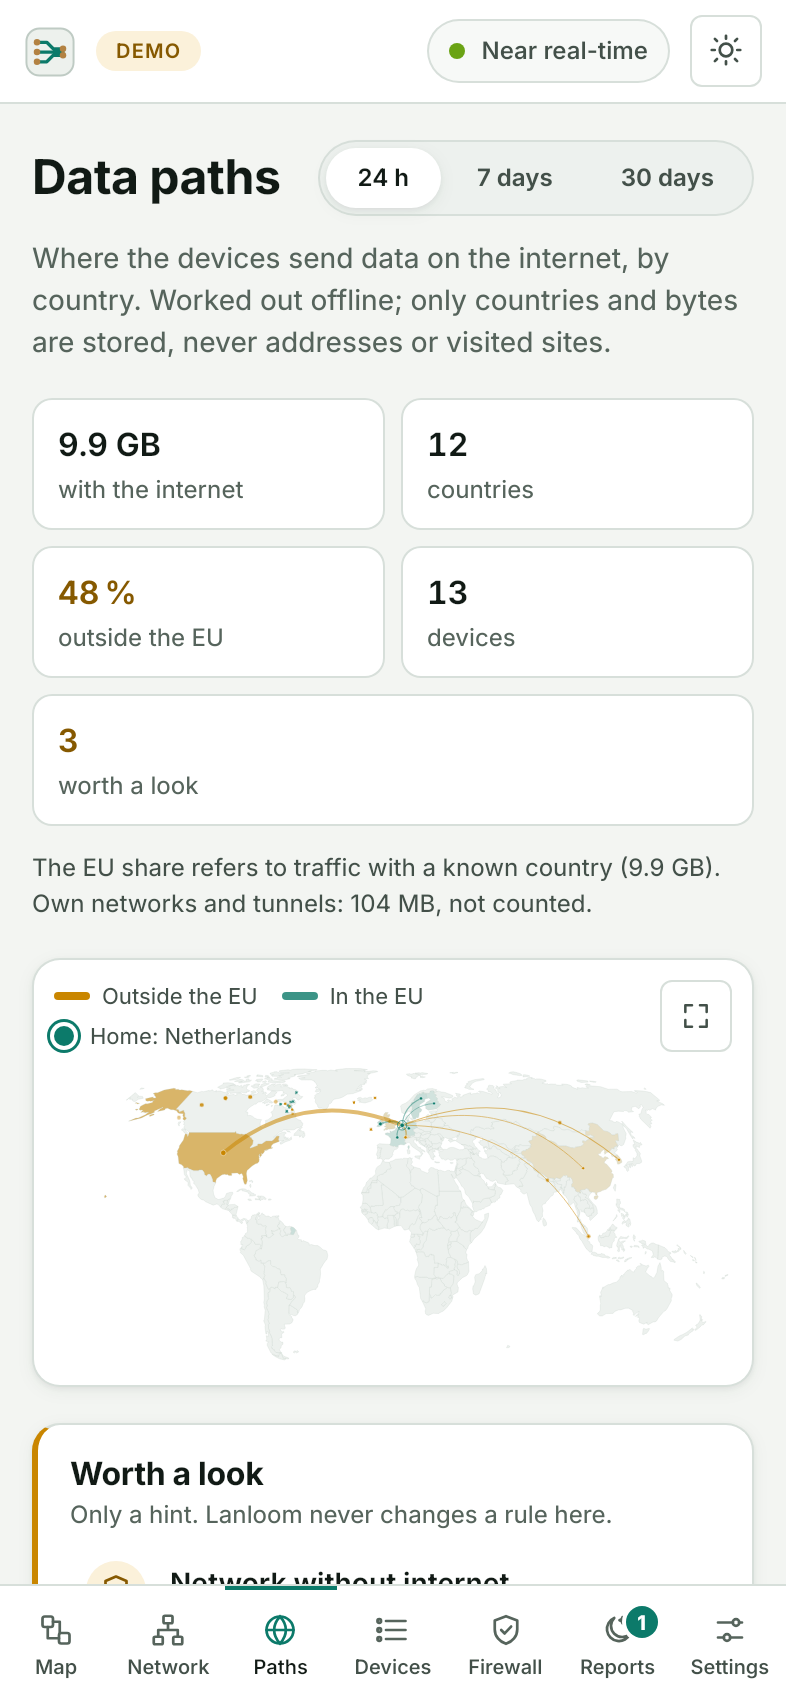 DEMO
Near real-time
Data paths
24 h
7 days
30 days
Where the devices send data on the internet, by
country. Worked out offline; only countries and bytes
are stored, never addresses or visited sites.
9.9 GB
with the internet
12
countries
48 %
outside the EU
13
devices
3
worth a look
The EU share refers to traffic with a known country (9.9 GB).
Own networks and tunnels: 104 MB, not counted.
Outside the EU
In the EU
Home: Netherlands
Worth a look
Only a hint. Lanloom never changes a rule here.
Network without internet
1
Map
Network
Paths
Devices
Firewall
Reports
Settings